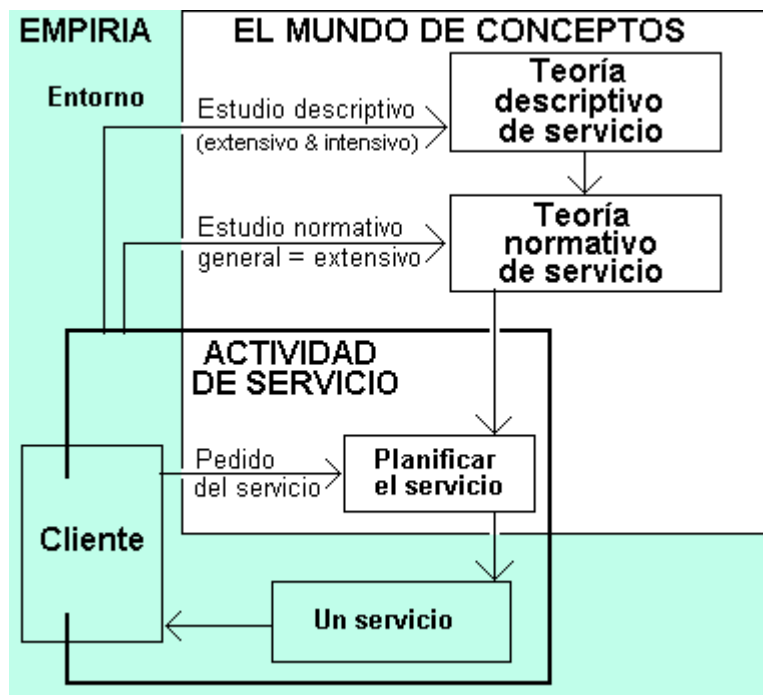 EMPIRIA
EL MUNDO DE CONCEPTOS
Entorno
Estudio descriptivo
(extensivo & intensivo)
Teoría
descriptivo
de servicio
Estudio normativo
general = extensivo
Teoría
normativo
de servicio
ACTIVIDAD
DE SERVICIO
Pedido
del servicio
Planificar
el servicio
Cliente
Un servicio